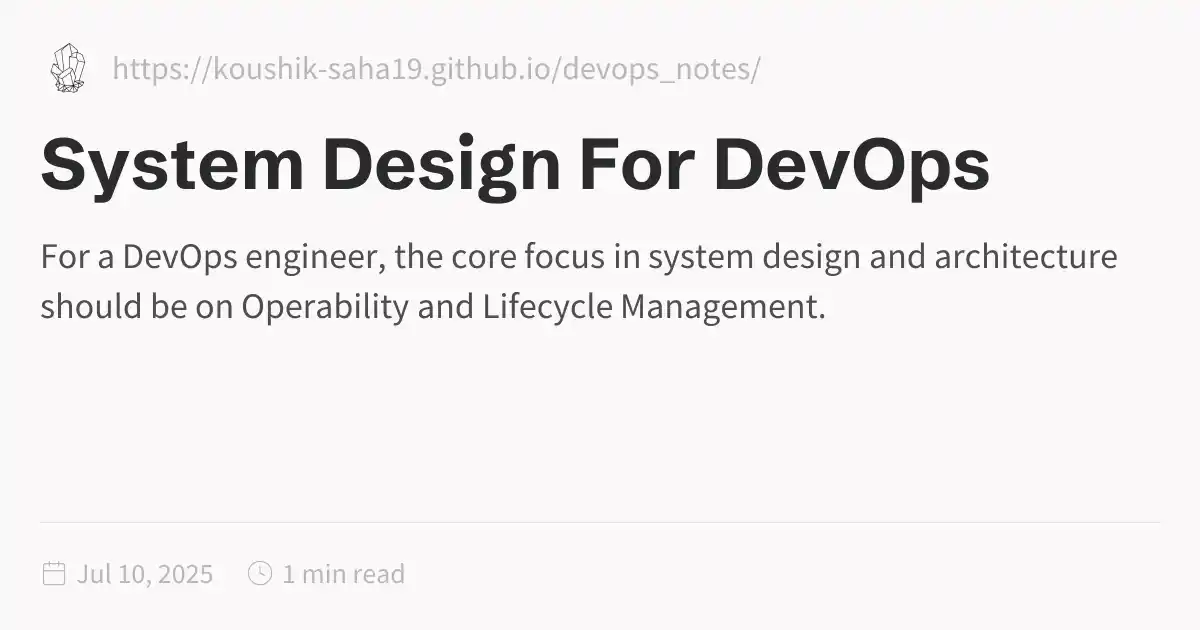 https://koushik-saha19.github.io/devops_notes/
System Design For DevOps
For a DevOps engineer, the core focus in system design and architecture
should be on Operability and Lifecycle Management.
Jul 10, 2025 1 min read